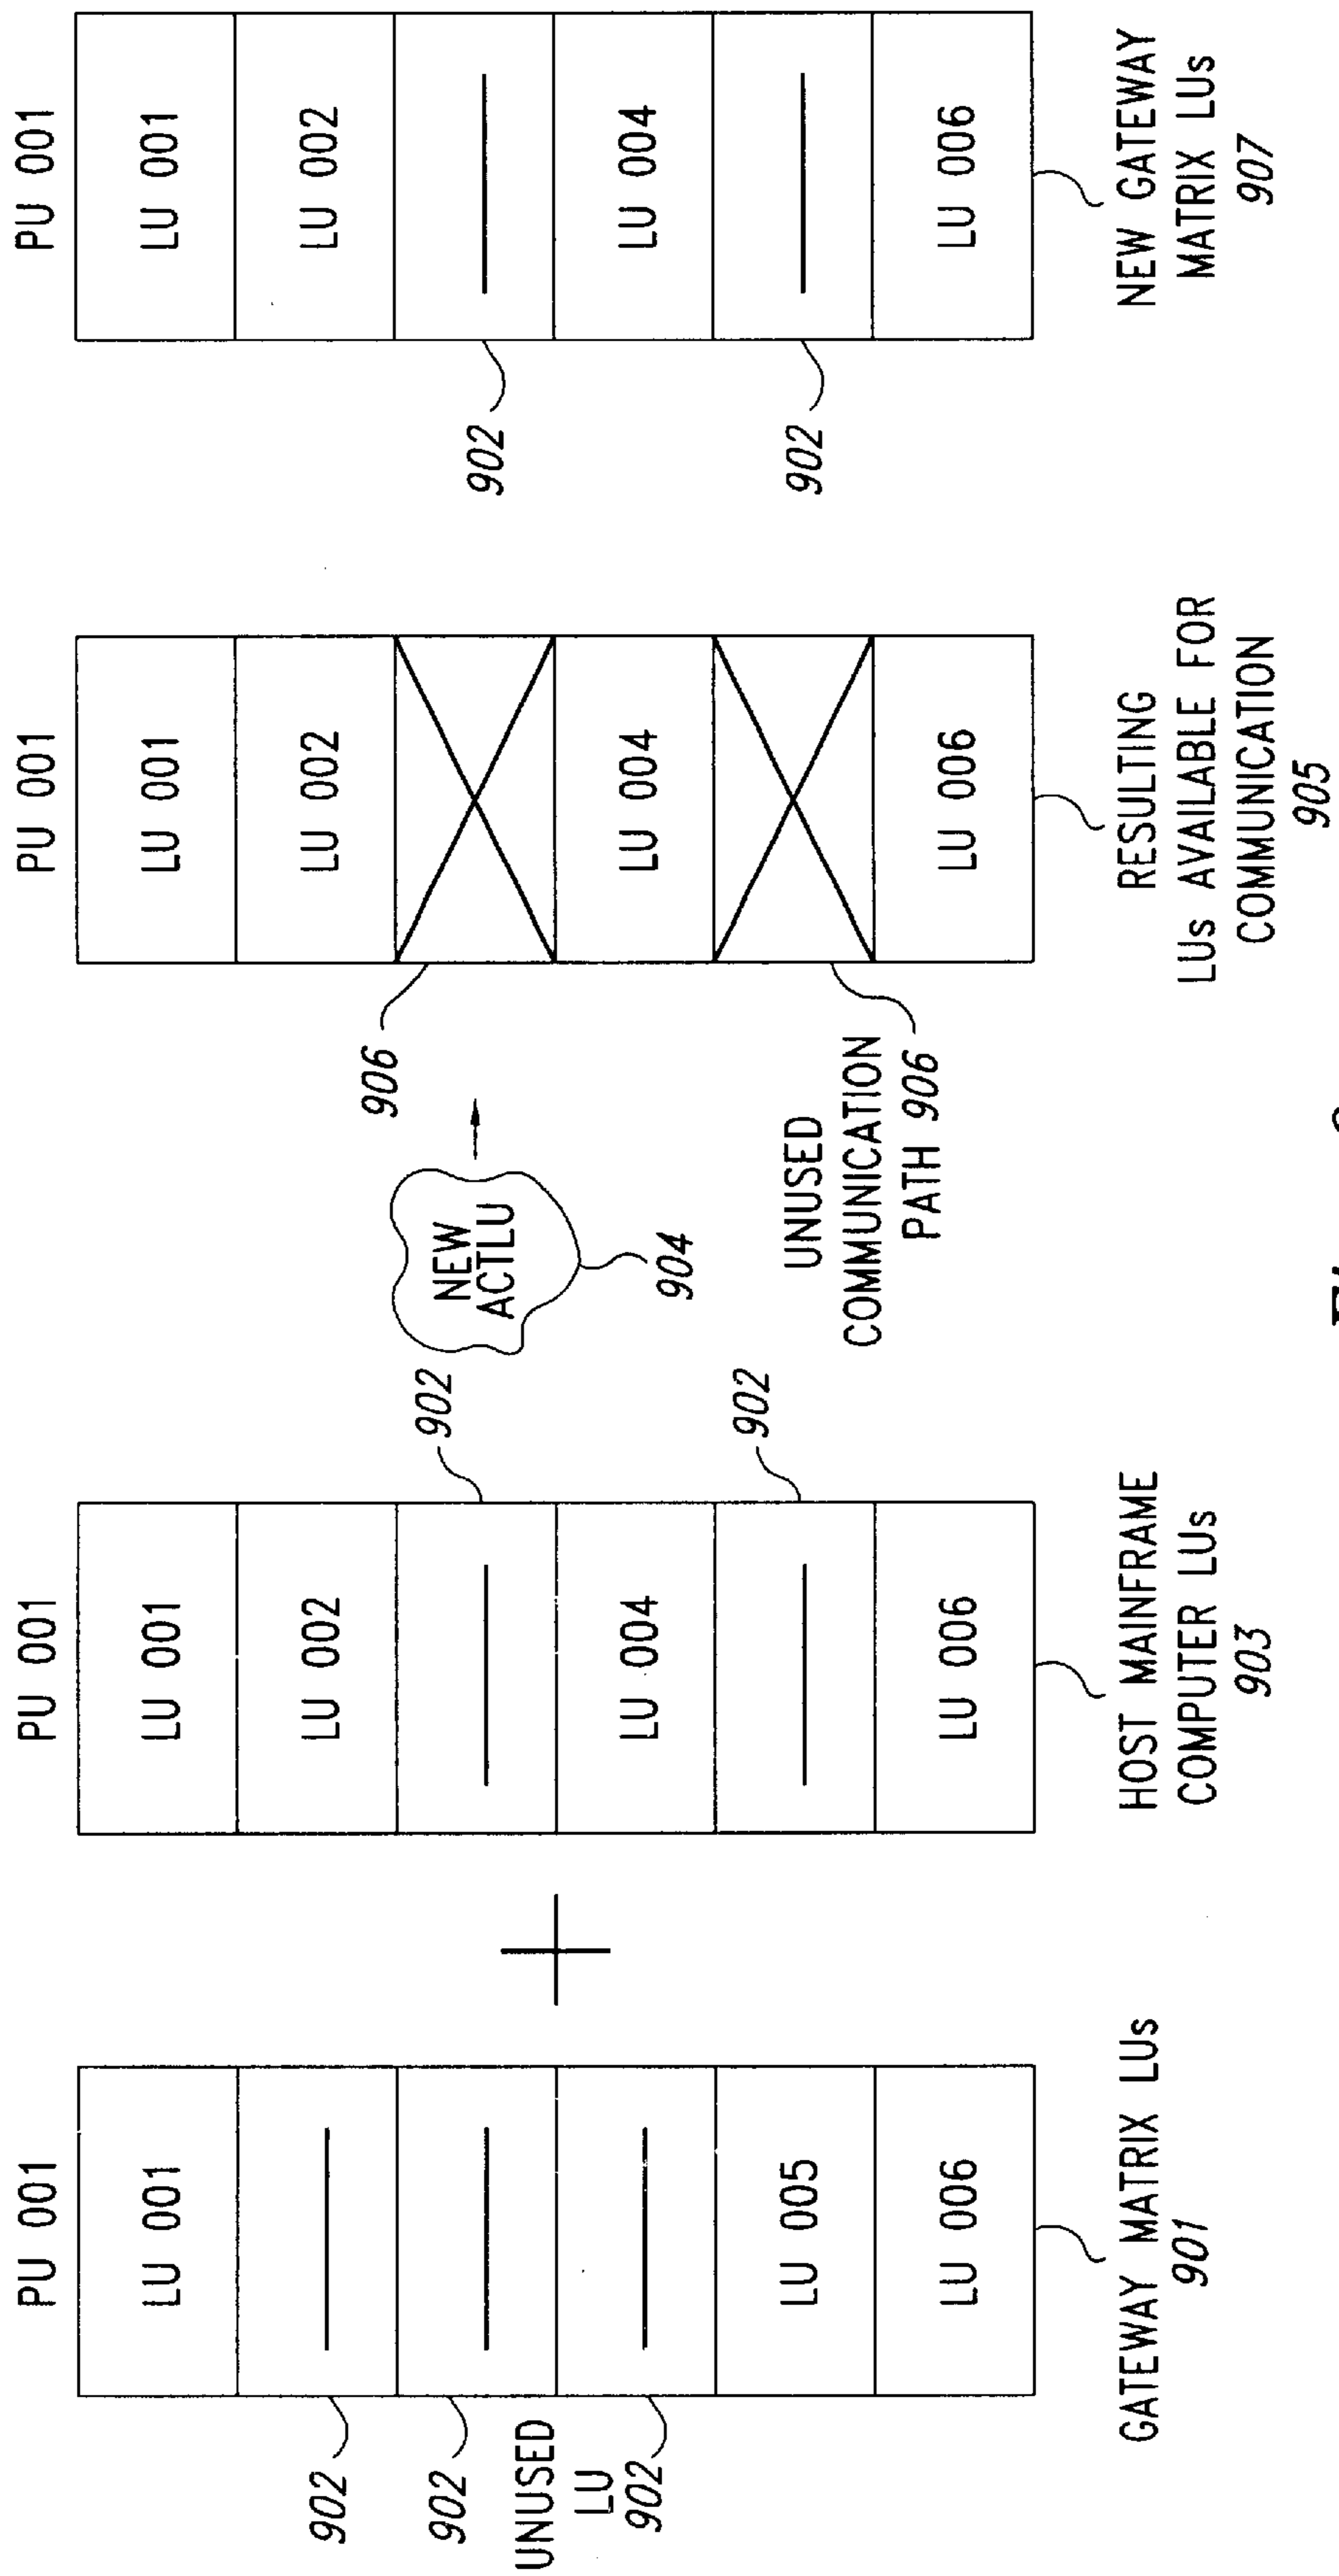 PU 001
LU 001
LU 005
LU 006
902
902
UNUSED
LU
902
GATEWAY MATRIX LUs
901
PU 001
LU 001
LU 002
LU 004
LU 006
902
902
HOST MAINFRAME
COMPUTER LUs
903
NEW
ACTLU
904
PU 001
LU 001
LU 002
LU 004
LU 006
906
UNUSED
COMMUNICATION
PATH 906
RESULTING
LUs AVAILABLE FOR
COMMUNICATION
905
PU 001
LU 001
LU 002
LU 004
LU 006
902
902
NEW GATEWAY
MATRIX LUs
907